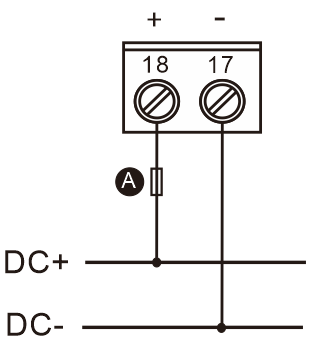 + -
18 17
A
DC+
DC-